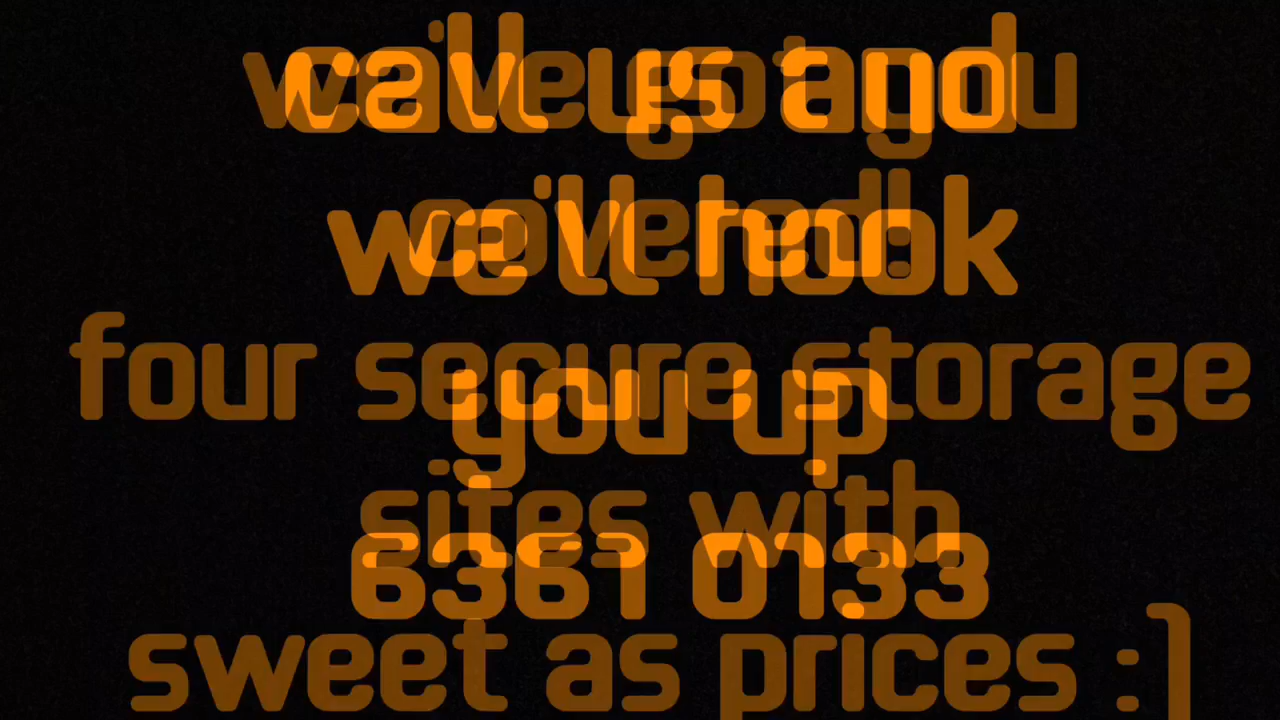 we've got you
covered!
four secure storage
sites with
sweet as prices :)
call us and
we'll hook
you up
6361 0133